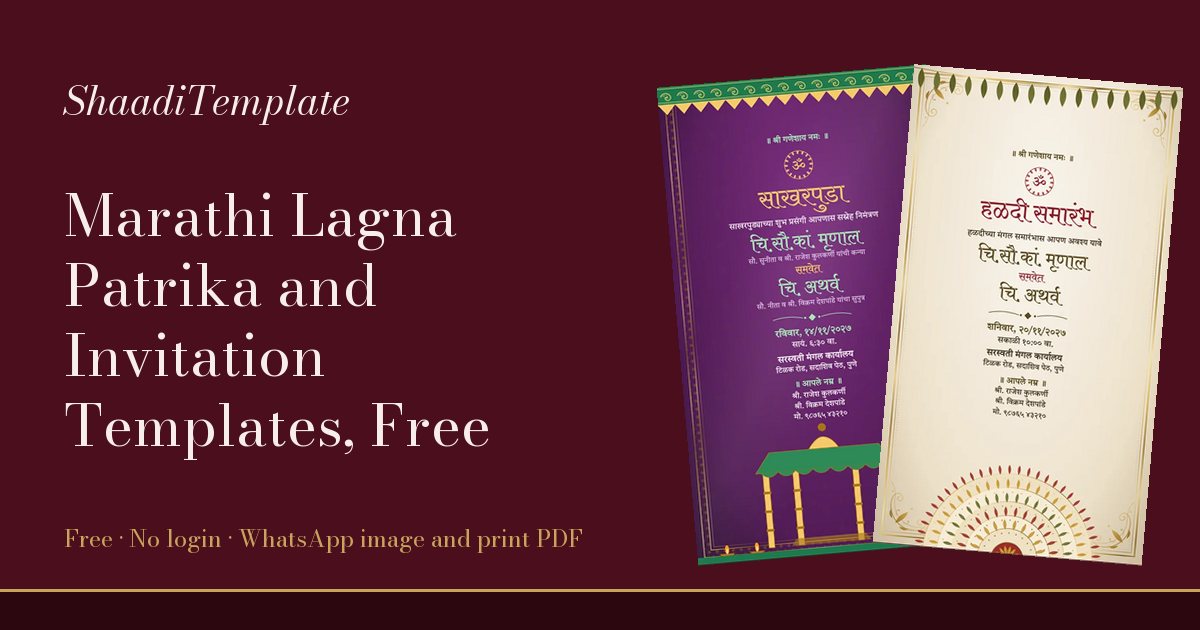 ShaadiTemplate
Marathi Lagna
Patrika and
Invitation
Templates, Free
Free · No login · WhatsApp image and print PDF
॥ श्री गणेशाय नमः ॥
ॐ
साखरपुडा
साखरपुड्याच्या शुभ प्रसंगी आपणास सस्नेह निमंत्रण
चि.सौ.कां. मृणाल
सौ. सुनीता व श्री. राजेश कुलकर्णी यांची कन्या
समवेत
चि. अथर्व
सौ. नीता व श्री. विक्रम देशपांडे यांचा सुपुत्र
रविवार, १४/११/२०२७
सायं. ६:३० वा.
सरस्वती मंगल कार्यालय
टिळक रोड, सदाशिव पेठ, पुणे
॥ आपले नम्र ॥
श्री. राजेश कुलकर्णी
श्री. विक्रम देशपांडे
मो. ९८७६५ ४३२१०
॥ श्री गणेशाय नमः ॥
ॐ
हळदी समारंभ
हळदीच्या मंगल समारंभास आपण अवश्य यावे
चि.सौ.कां. मृणाल
समवेत
चि. अथर्व
शनिवार, २०/११/२०२७
सकाळी १०:०० वा.
सरस्वती मंगल कार्यालय
टिळक रोड, सदाशिव पेठ, पुणे
॥ आपले नम्र ॥
श्री. राजेश कुलकर्णी
श्री. विक्रम देशपांडे
मो. ९८७६५ ४३२१०